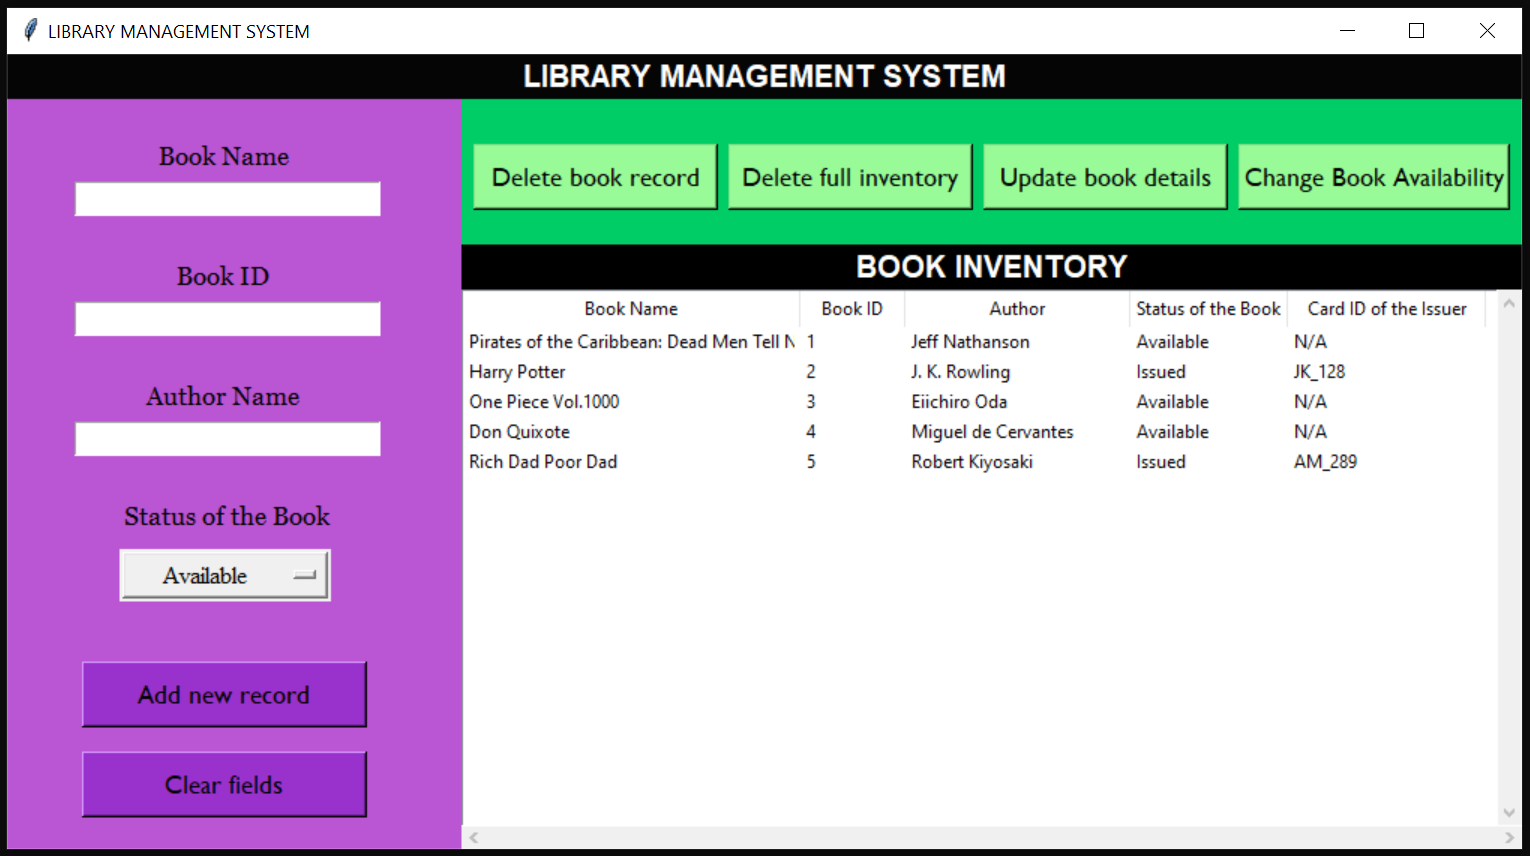 LIBRARY MANAGEMENT SYSTEM
LIBRARY MANAGEMENT SYSTEM
Book Name
Book ID
Author Name
Status of the Book
Available
Add new record
Clear fields
Delete book record Delete full inventory Update book details Change Book Availability
BOOK INVENTORY
Book Name Book ID Author Status of the Book Card ID of the Issuer
Pirates of the Caribbean: Dead Men Tell 1 Jeff Nathanson Available N/A
Harry Potter 2 J. K. Rowling Issued JK_128
One Piece Vol.1000 3 Eiichiro Oda Available N/A
Don Quixote 4 Miguel de Cervantes Available N/A
Rich Dad Poor Dad 5 Robert Kiyosaki Issued AM_289